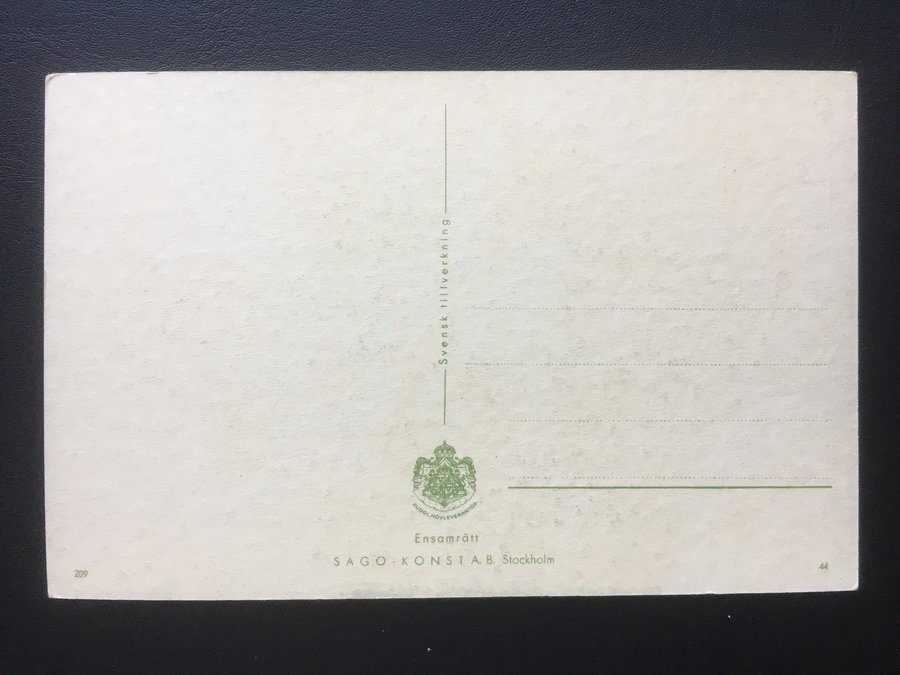 Svensk tillverkning
KUNGL. HOVLEVERANTÖR
Ensamrätt
SAGO-KONST A.B. Stockholm
209
44